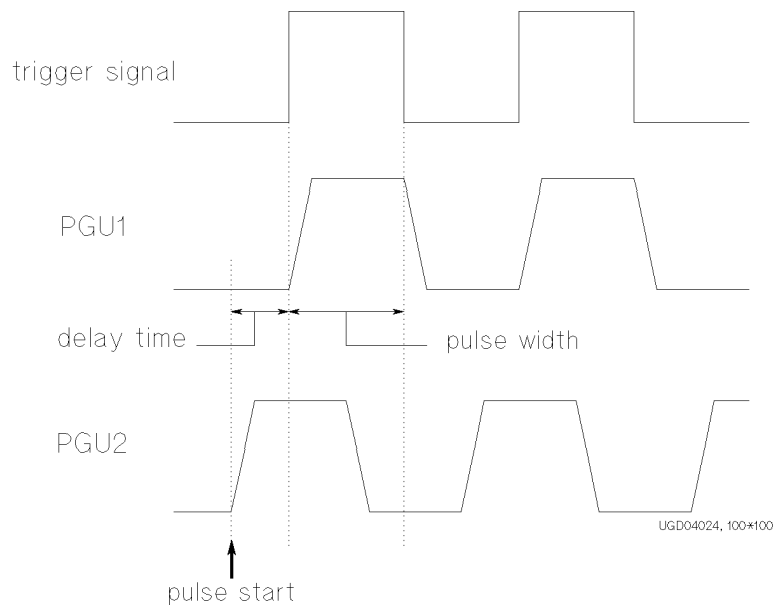 trigger signal
PGU1
delay time
pulse width
PGU2
UGD04024, 100*100
pulse start